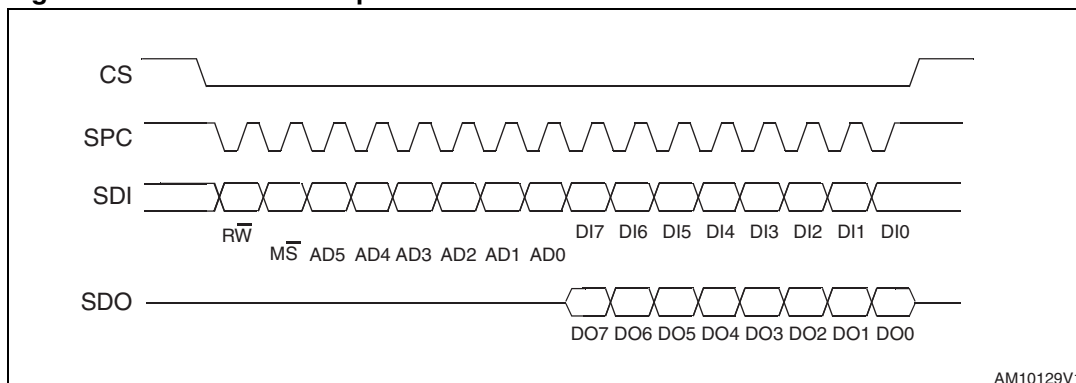 CS
SPC
SDI
RW̅
MS̅ AD5 AD4 AD3 AD2 AD1 AD0
DI7 DI6 DI5 DI4 DI3 DI2 DI1 DI0
SDO
DO7 DO6 DO5 DO4 DO3 DO2 DO1 DO0